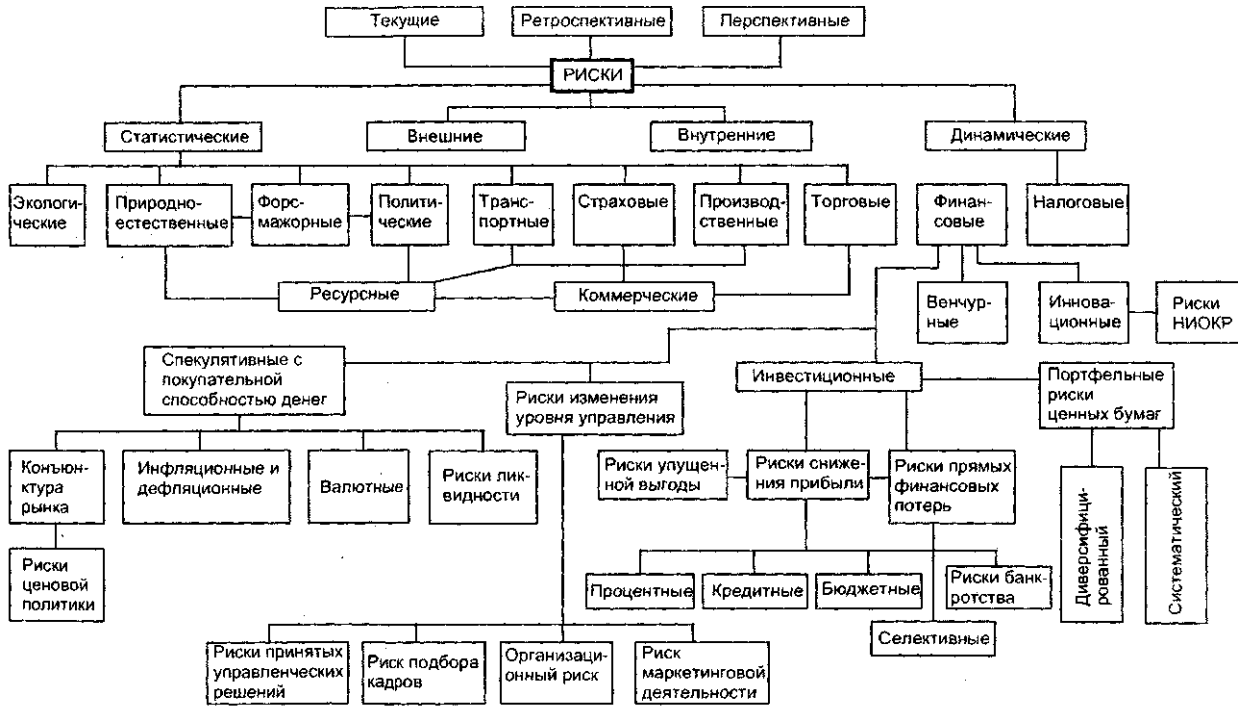 Текущие
Ретроспективные
Перспективные
РИСКИ
Статистические
Внешние
Внутренние
Динамические
Экологи-
ческие
Природно-
естественные
Форс-
мажорные
Полити-
ческие
Транс-
портные
Страховые
Производ-
ственные
Торговые
Финан-
совые
Налоговые
Ресурсные
Коммерческие
Венчур-
ные
Иннова-
ционные
Риски
НИОКР
Спекулятивные с
покупательной
способностью денег
Риски изменения
уровня управления
Инвестиционные
Портфельные
риски
ценных бумаг
Конъюн-
ктура
рынка
Инфляционные и
дефляционные
Валютные
Риски лик-
видности
Риски упущен-
ной выгоды
Риски сниже-
ния прибыли
Риски прямых
финансовых
потерь
Диверсифици-
рованный
Систематический
Риски
ценовой
политики
Процентные
Кредитные
Бюджетные
Риски банк-
ротства
Селективные
Риски принятых
управленческих
решений
Риск подбора
кадров
Организаци-
онный риск
Риск
маркетинговой
деятельности